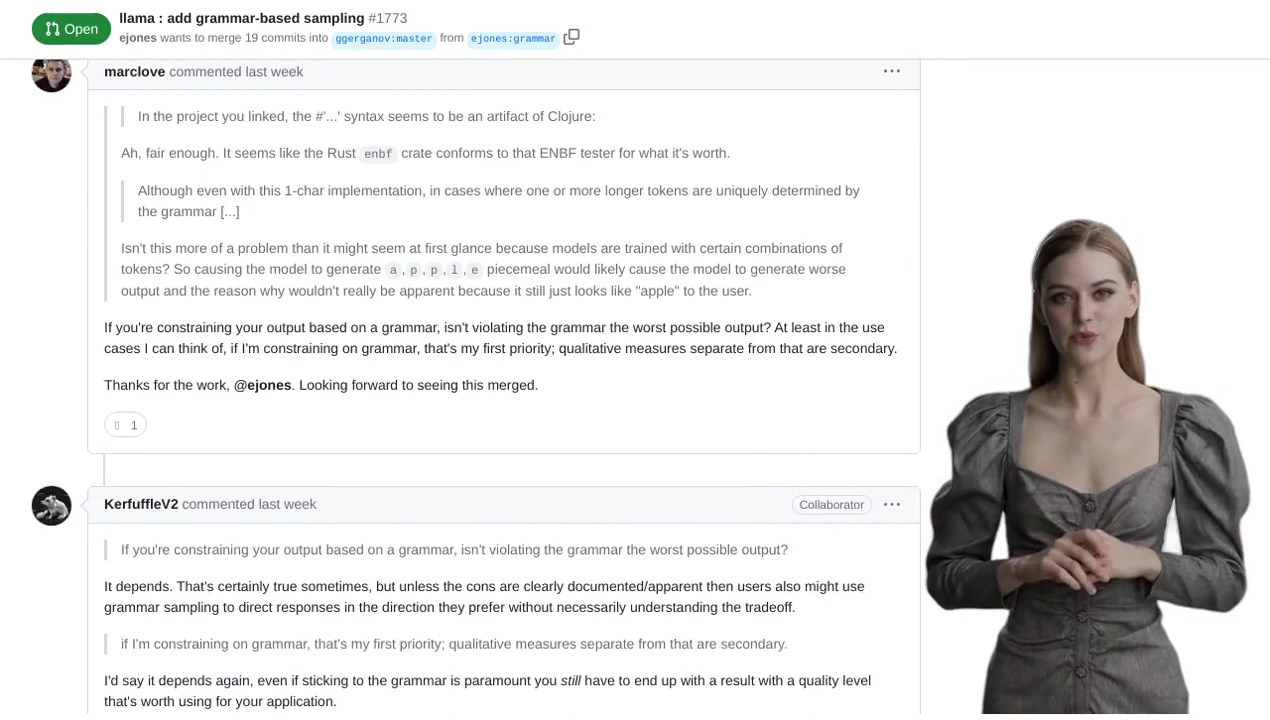 Open
llama : add grammar-based sampling #1773
ejones wants to merge 19 commits into ggerganov:master from ejones:grammar
marclove commented last week
In the project you linked, the #'...' syntax seems to be an artifact of Clojure:
Ah, fair enough. It seems like the Rust enbf crate conforms to that ENBF tester for what it's worth.
Although even with this 1-char implementation, in cases where one or more longer tokens are uniquely determined by
the grammar [...]
Isn't this more of a problem than it might seem at first glance because models are trained with certain combinations of
tokens? So causing the model to generate a,p,p,l,e piecemeal would likely cause the model to generate worse
output and the reason why wouldn't really be apparent because it still just looks like "apple" to the user.
If you're constraining your output based on a grammar, isn't violating the grammar the worst possible output? At least in the use
cases I can think of, if I'm constraining on grammar, that's my first priority; qualitative measures separate from that are secondary.
Thanks for the work, @ejones. Looking forward to seeing this merged.
1
KerfuffleV2 commented last week
Collaborator
If you're constraining your output based on a grammar, isn't violating the grammar the worst possible output?
It depends. That's certainly true sometimes, but unless the cons are clearly documented/apparent then users also might use
grammar sampling to direct responses in the direction they prefer without necessarily understanding the tradeoff.
if I'm constraining on grammar, that's my first priority; qualitative measures separate from that are secondary.
I'd say it depends again, even if sticking to the grammar is paramount you still have to end up with a result with a quality level
that's worth using for your application.